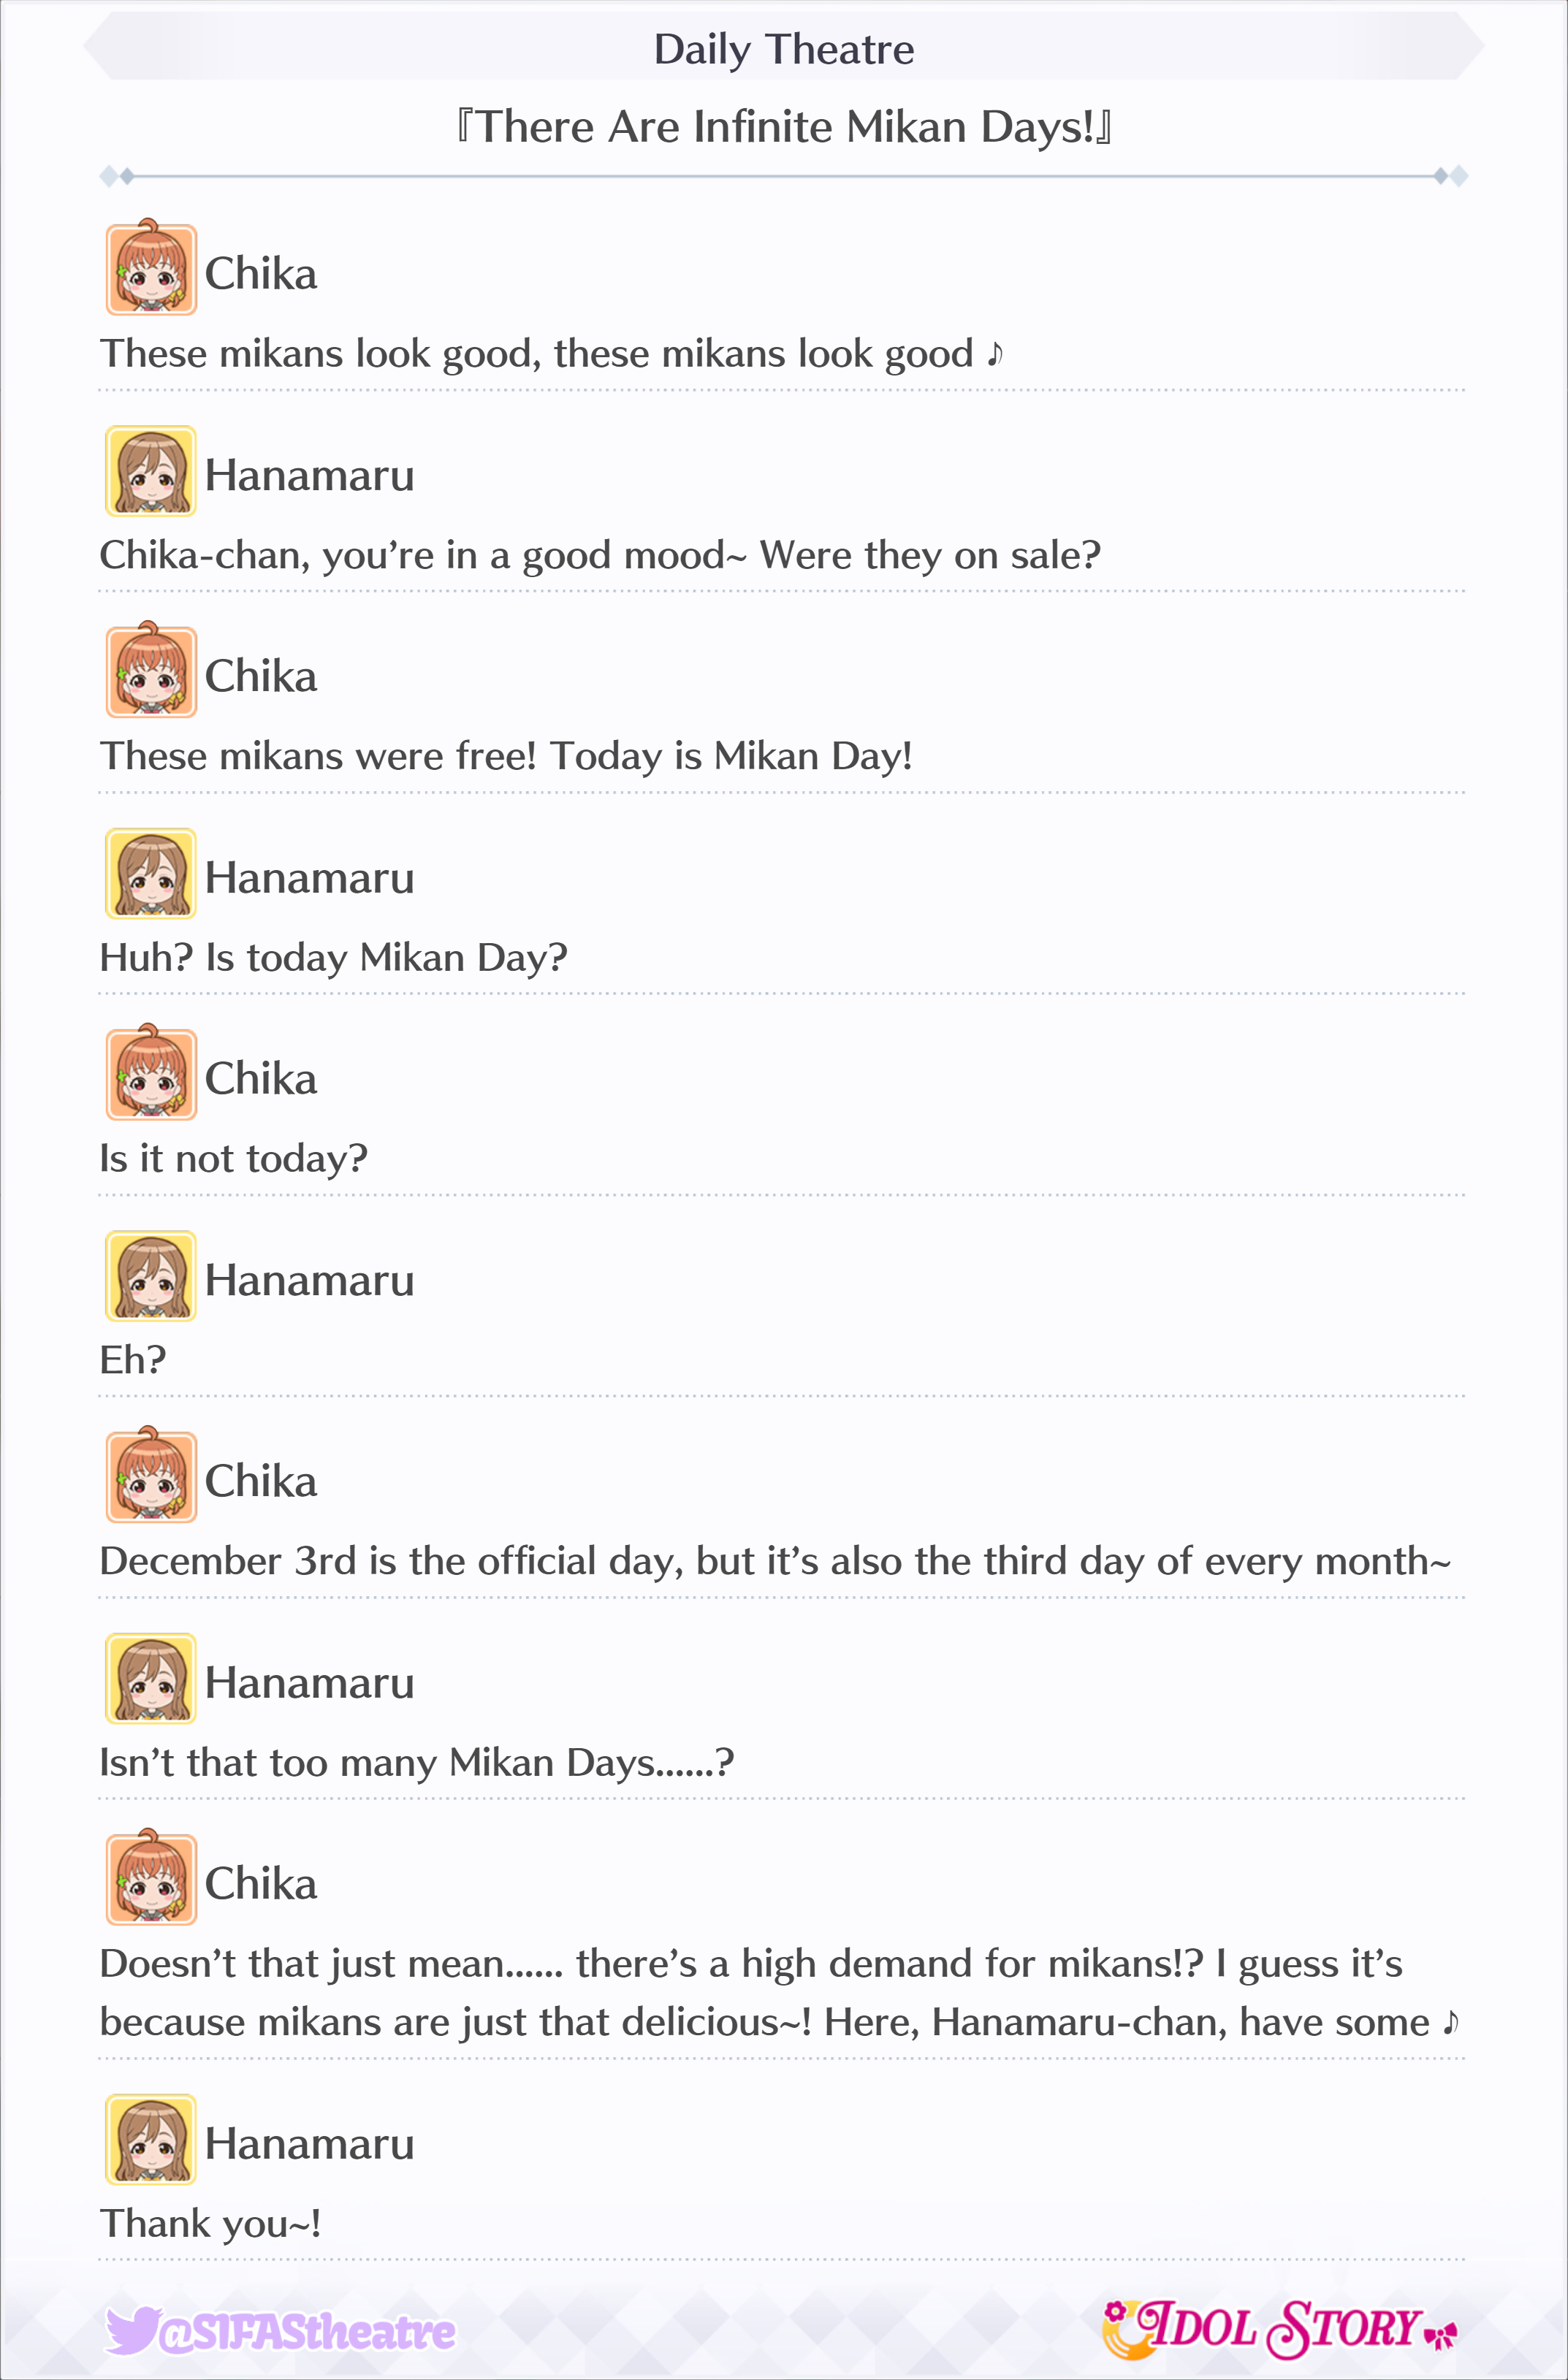 Daily Theatre
『There Are Infinite Mikan Days!』
Chika
These mikans look good, these mikans look good ♪
Hanamaru
Chika-chan, you’re in a good mood~ Were they on sale?
Chika
These mikans were free! Today is Mikan Day!
Hanamaru
Huh? Is today Mikan Day?
Chika
Is it not today?
Hanamaru
Eh?
Chika
December 3rd is the official day, but it’s also the third day of every month~
Hanamaru
Isn’t that too many Mikan Days......?
Chika
Doesn’t that just mean...... there’s a high demand for mikans!? I guess it’s
because mikans are just that delicious~! Here, Hanamaru-chan, have some ♪
Hanamaru
Thank you~!
@SIFAStheatre
IDOL STORY